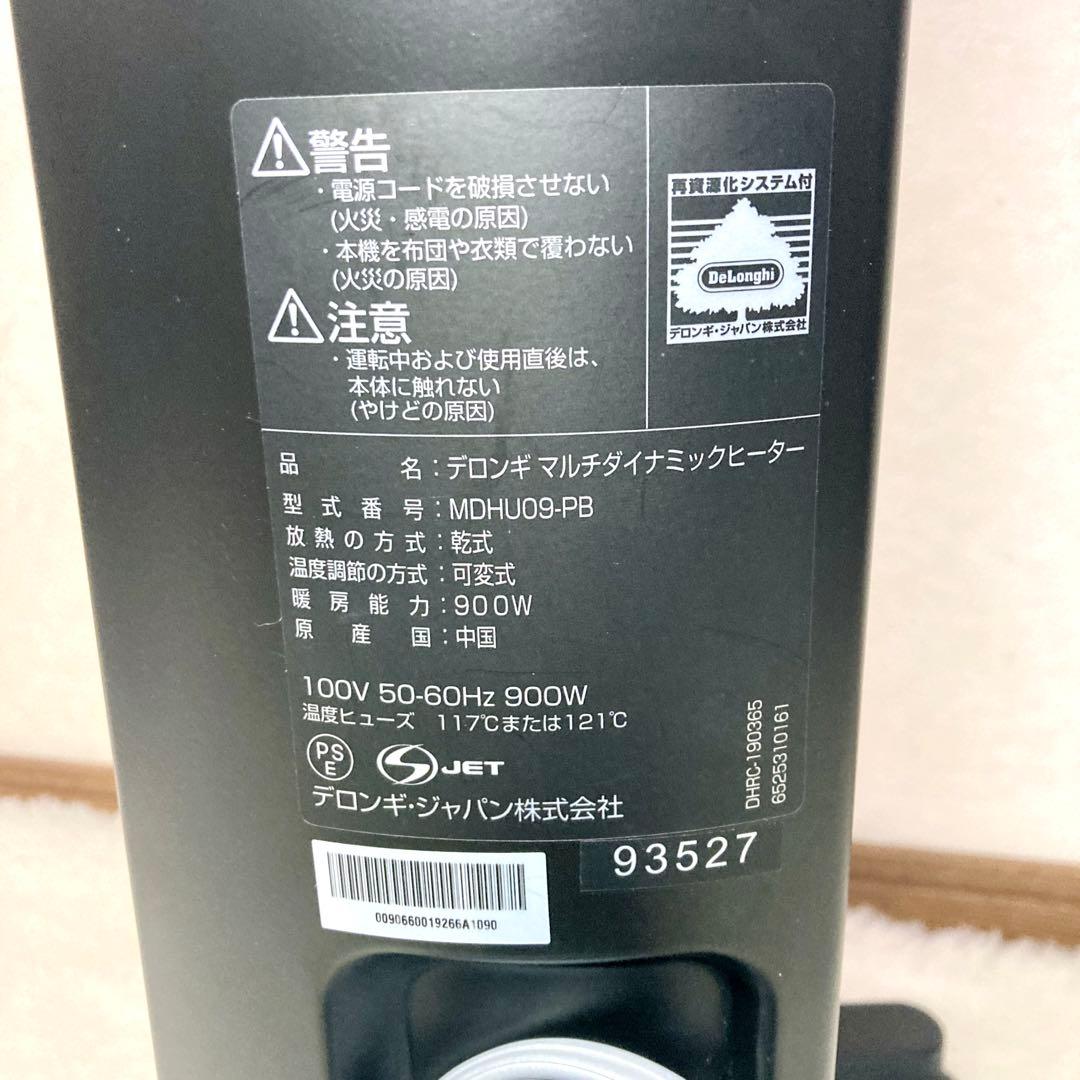 警告
・電源コードを破損させない
(火災・感電の原因)
・本機を布団や衣類で覆わない
(火災の原因)
注意
・運転中および使用直後は、
本体に触れない
(やけどの原因)
再資源化システム付
DeLonghi
デロンギ・ジャパン株式会社
品名:デロンギ マルチダイナミックヒーター
型式番号:MDHU09-PB
放熱の方式:乾式
温度調節の方式:可変式
暖房能力:900W
原産国:中国
100V 50-60Hz 900W
温度ヒューズ 117℃または121℃
PSE
JET
デロンギ・ジャパン株式会社
DHRC-190365
6525310161
93527
0090660019266A1090